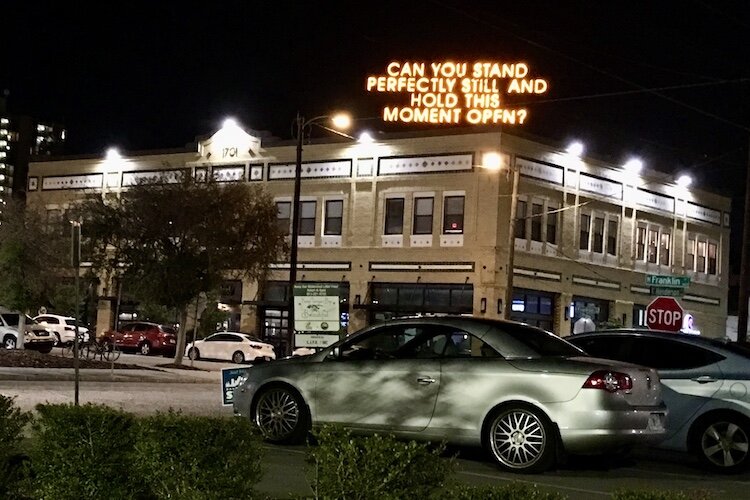 CAN YOU STAND
PERFECTLY STILL AND
HOLD THIS
MOMENT OPFN?
1701
Franklin
STOP